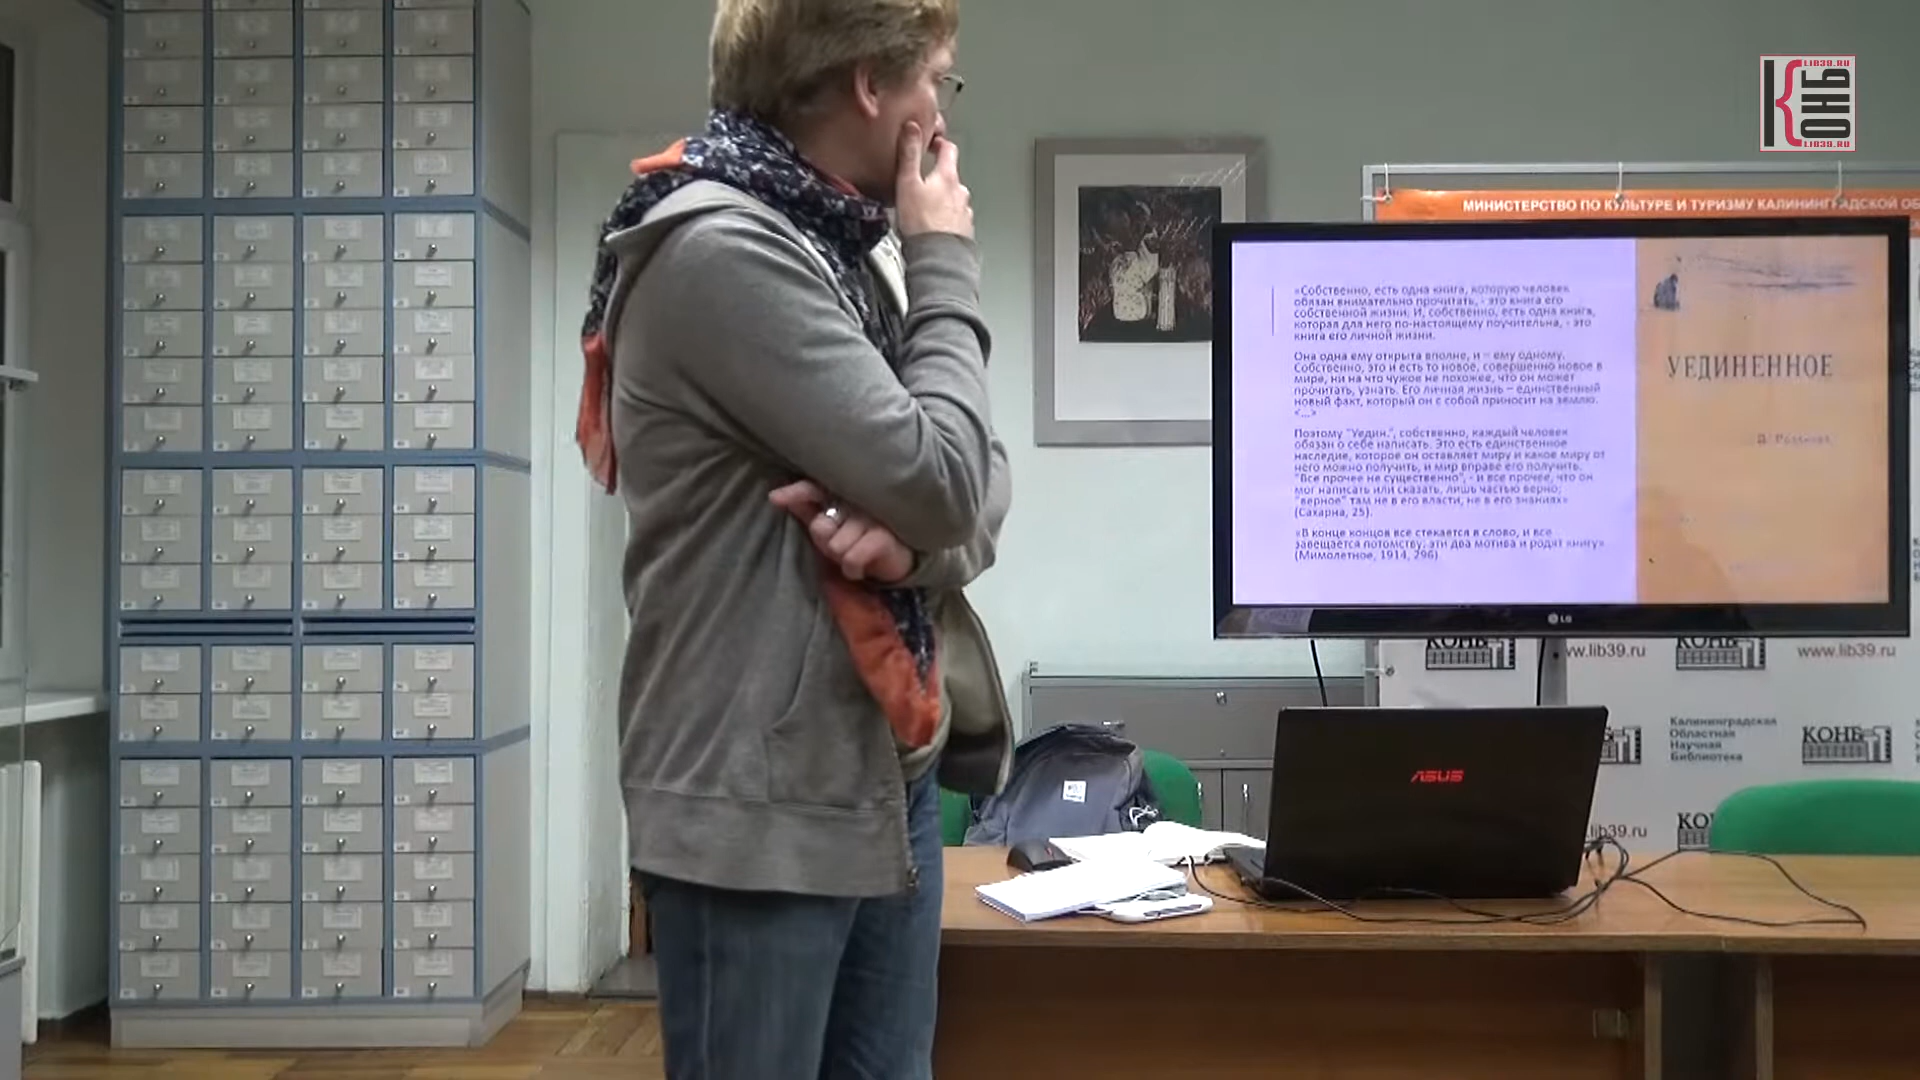 LIB39.RU
КОНБ
LIB39.RU
МИНИСТЕРСТВО ПО КУЛЬТУРЕ И ТУРИЗМУ КАЛИНИНГРАДСКОЙ ОБ
«Собственно, есть одна книга, которую человек
обязан внимательно прочитать, - это книга его
собственной жизни. И, собственно, есть одна книга,
которая для него по-настоящему поучительна, - это
книга его личной жизни.
Она одна ему открыта вполне, и – ему одному.
Собственно, это и есть то новое, совершенно новое в
мире, ни на что чужое не похожее, что он может
прочитать, узнать. Его личная жизнь – единственный
новый факт, который он с собой приносит на землю.
<...>
Поэтому "Уедин.", собственно, каждый человек
обязан о себе написать. Это есть единственное
наследие, которое он оставляет миру и какое миру от
него можно получить, и мир вправе его получить.
"Все прочее не существенно", - и все прочее, что он
мог написать или сказать, лишь частью верно;
"верное" там не в его власти, не в его знаниях»
(Сахарна, 25).
«В конце концов все стекается в слово, и все
завещается потомству: эти два мотива и родят книгу»
(Мимолетное, 1914, 296)
УЕДИНЕННОЕ
В. Розанов
LG
КОНБ
КОНБ
w.lib39.ru
www.lib39.ru
Калининградская
Областная
Научная
Библиотека
КОНБ
ASUS
.lib39.ru
КОН